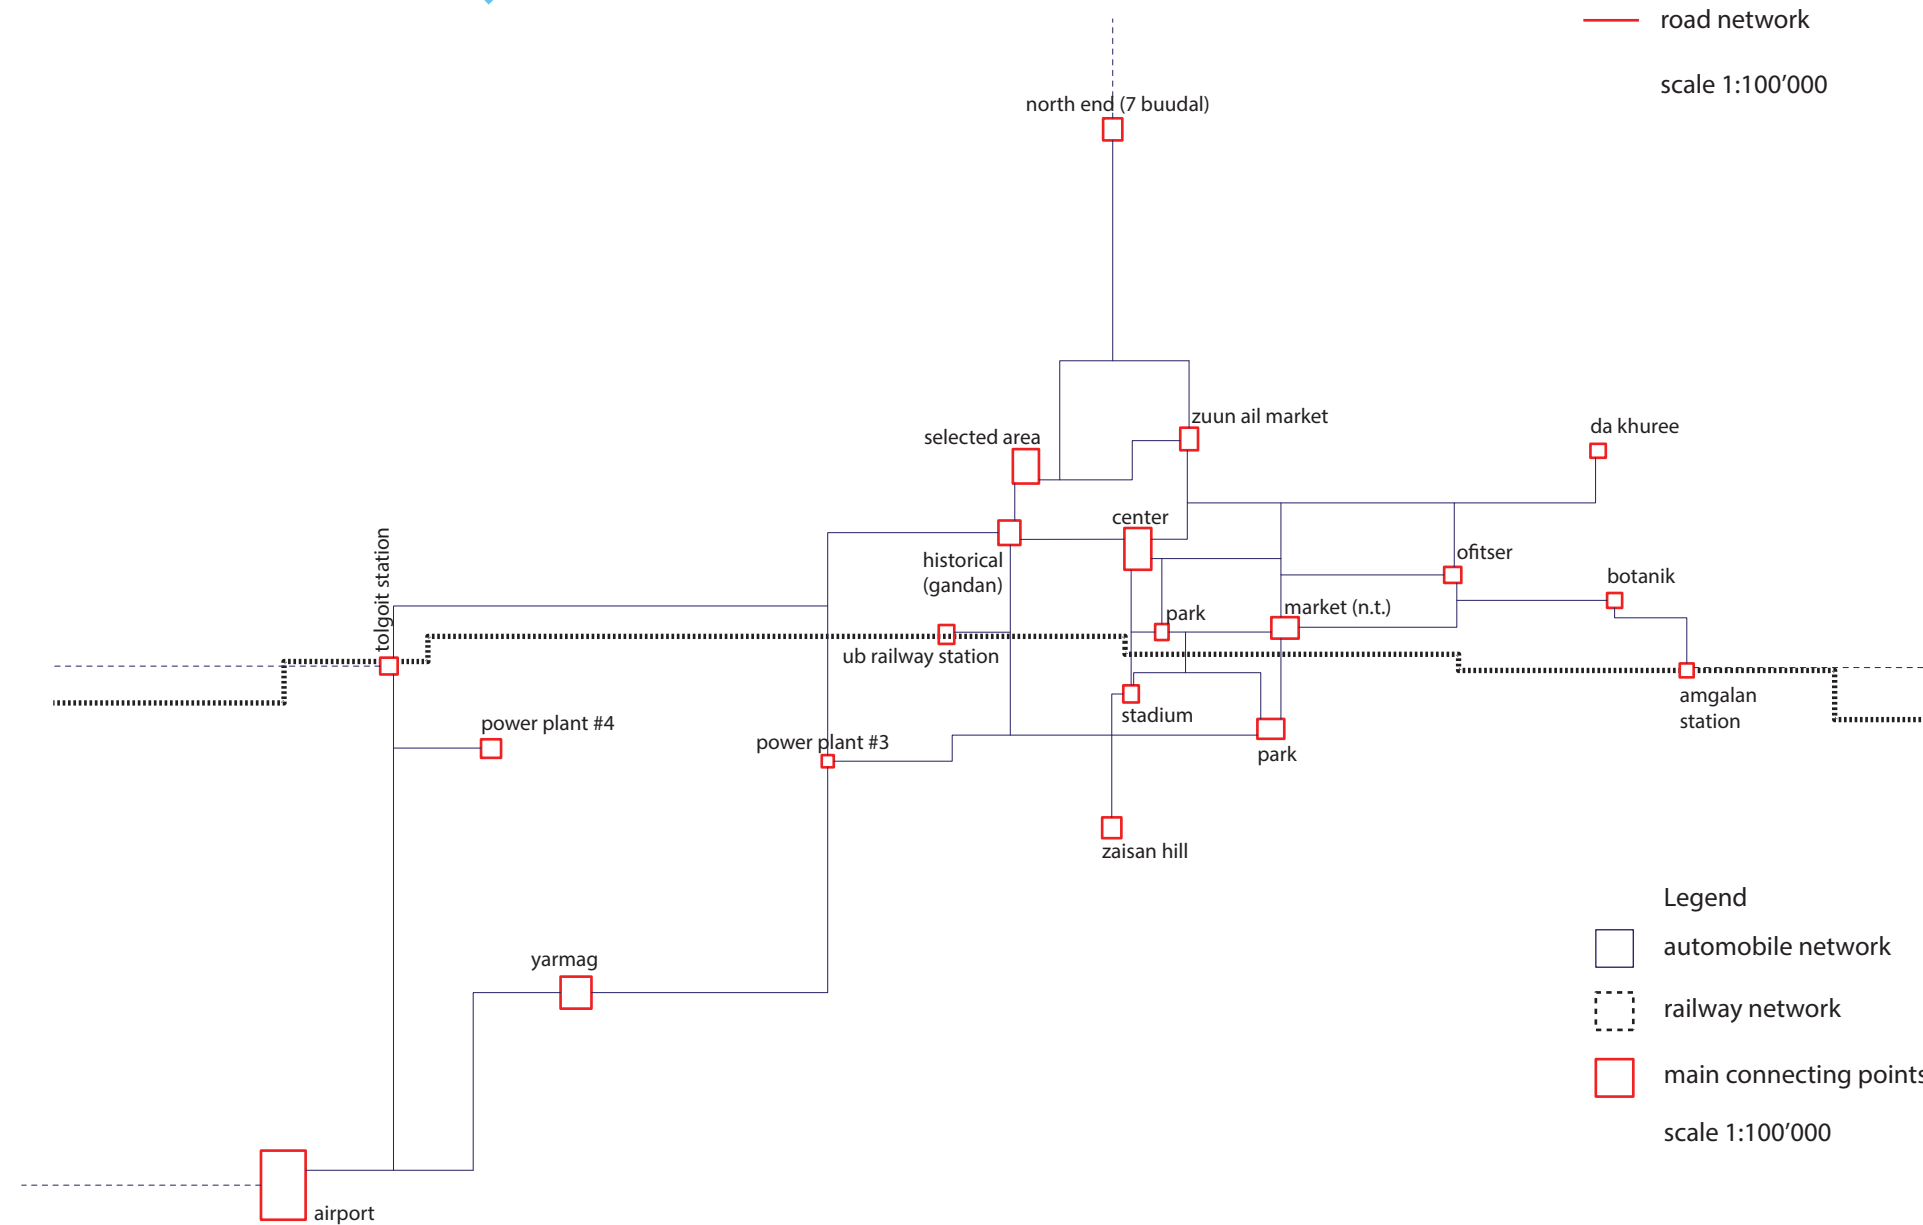 road network
scale 1:100’000
north end (7 buudal)
zuun ail market
da khuree
selected area
center
tolgoit station
historical
(gandan)
ofitser
botanik
park
market (n.t.)
ub railway station
stadium
amgalan
station
power plant #4
power plant #3
park
zaisan hill
yarmag
airport
Legend
automobile network
railway network
main connecting points
scale 1:100’000